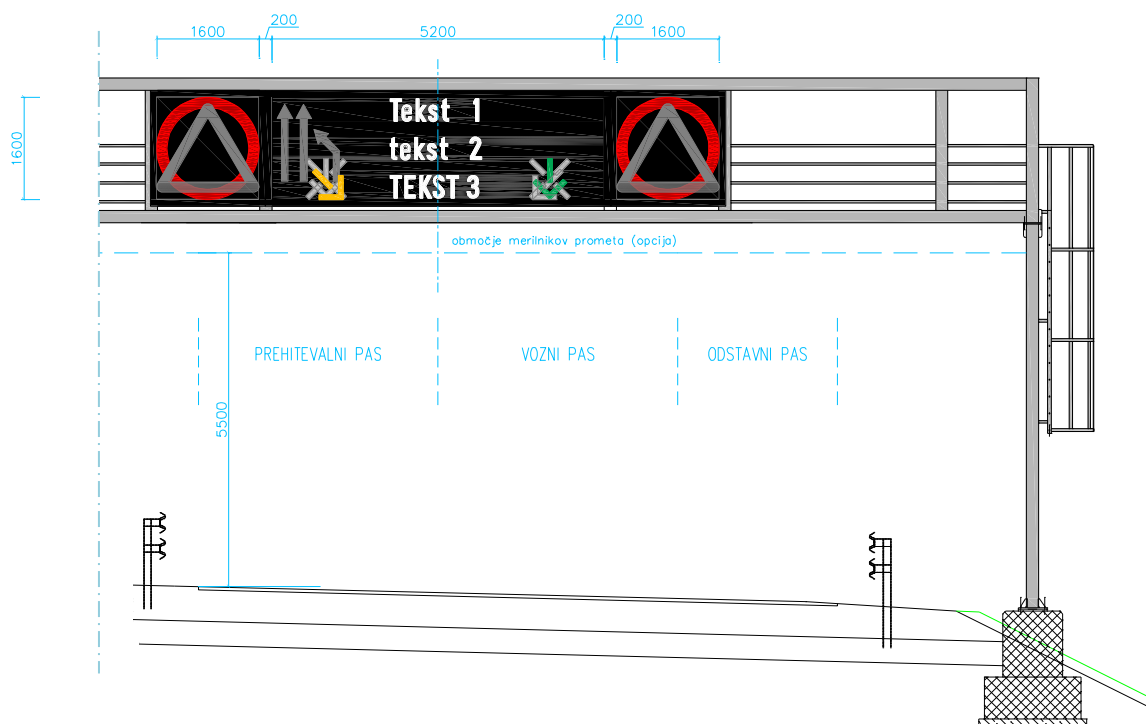 200 200
1600 5200 1600
1600
Tekst 1
tekst 2
TEKST 3
območje merilnikov prometa (opcija)
PREHITEVALNI PAS VOZNI PAS ODSTAVNI PAS
5500